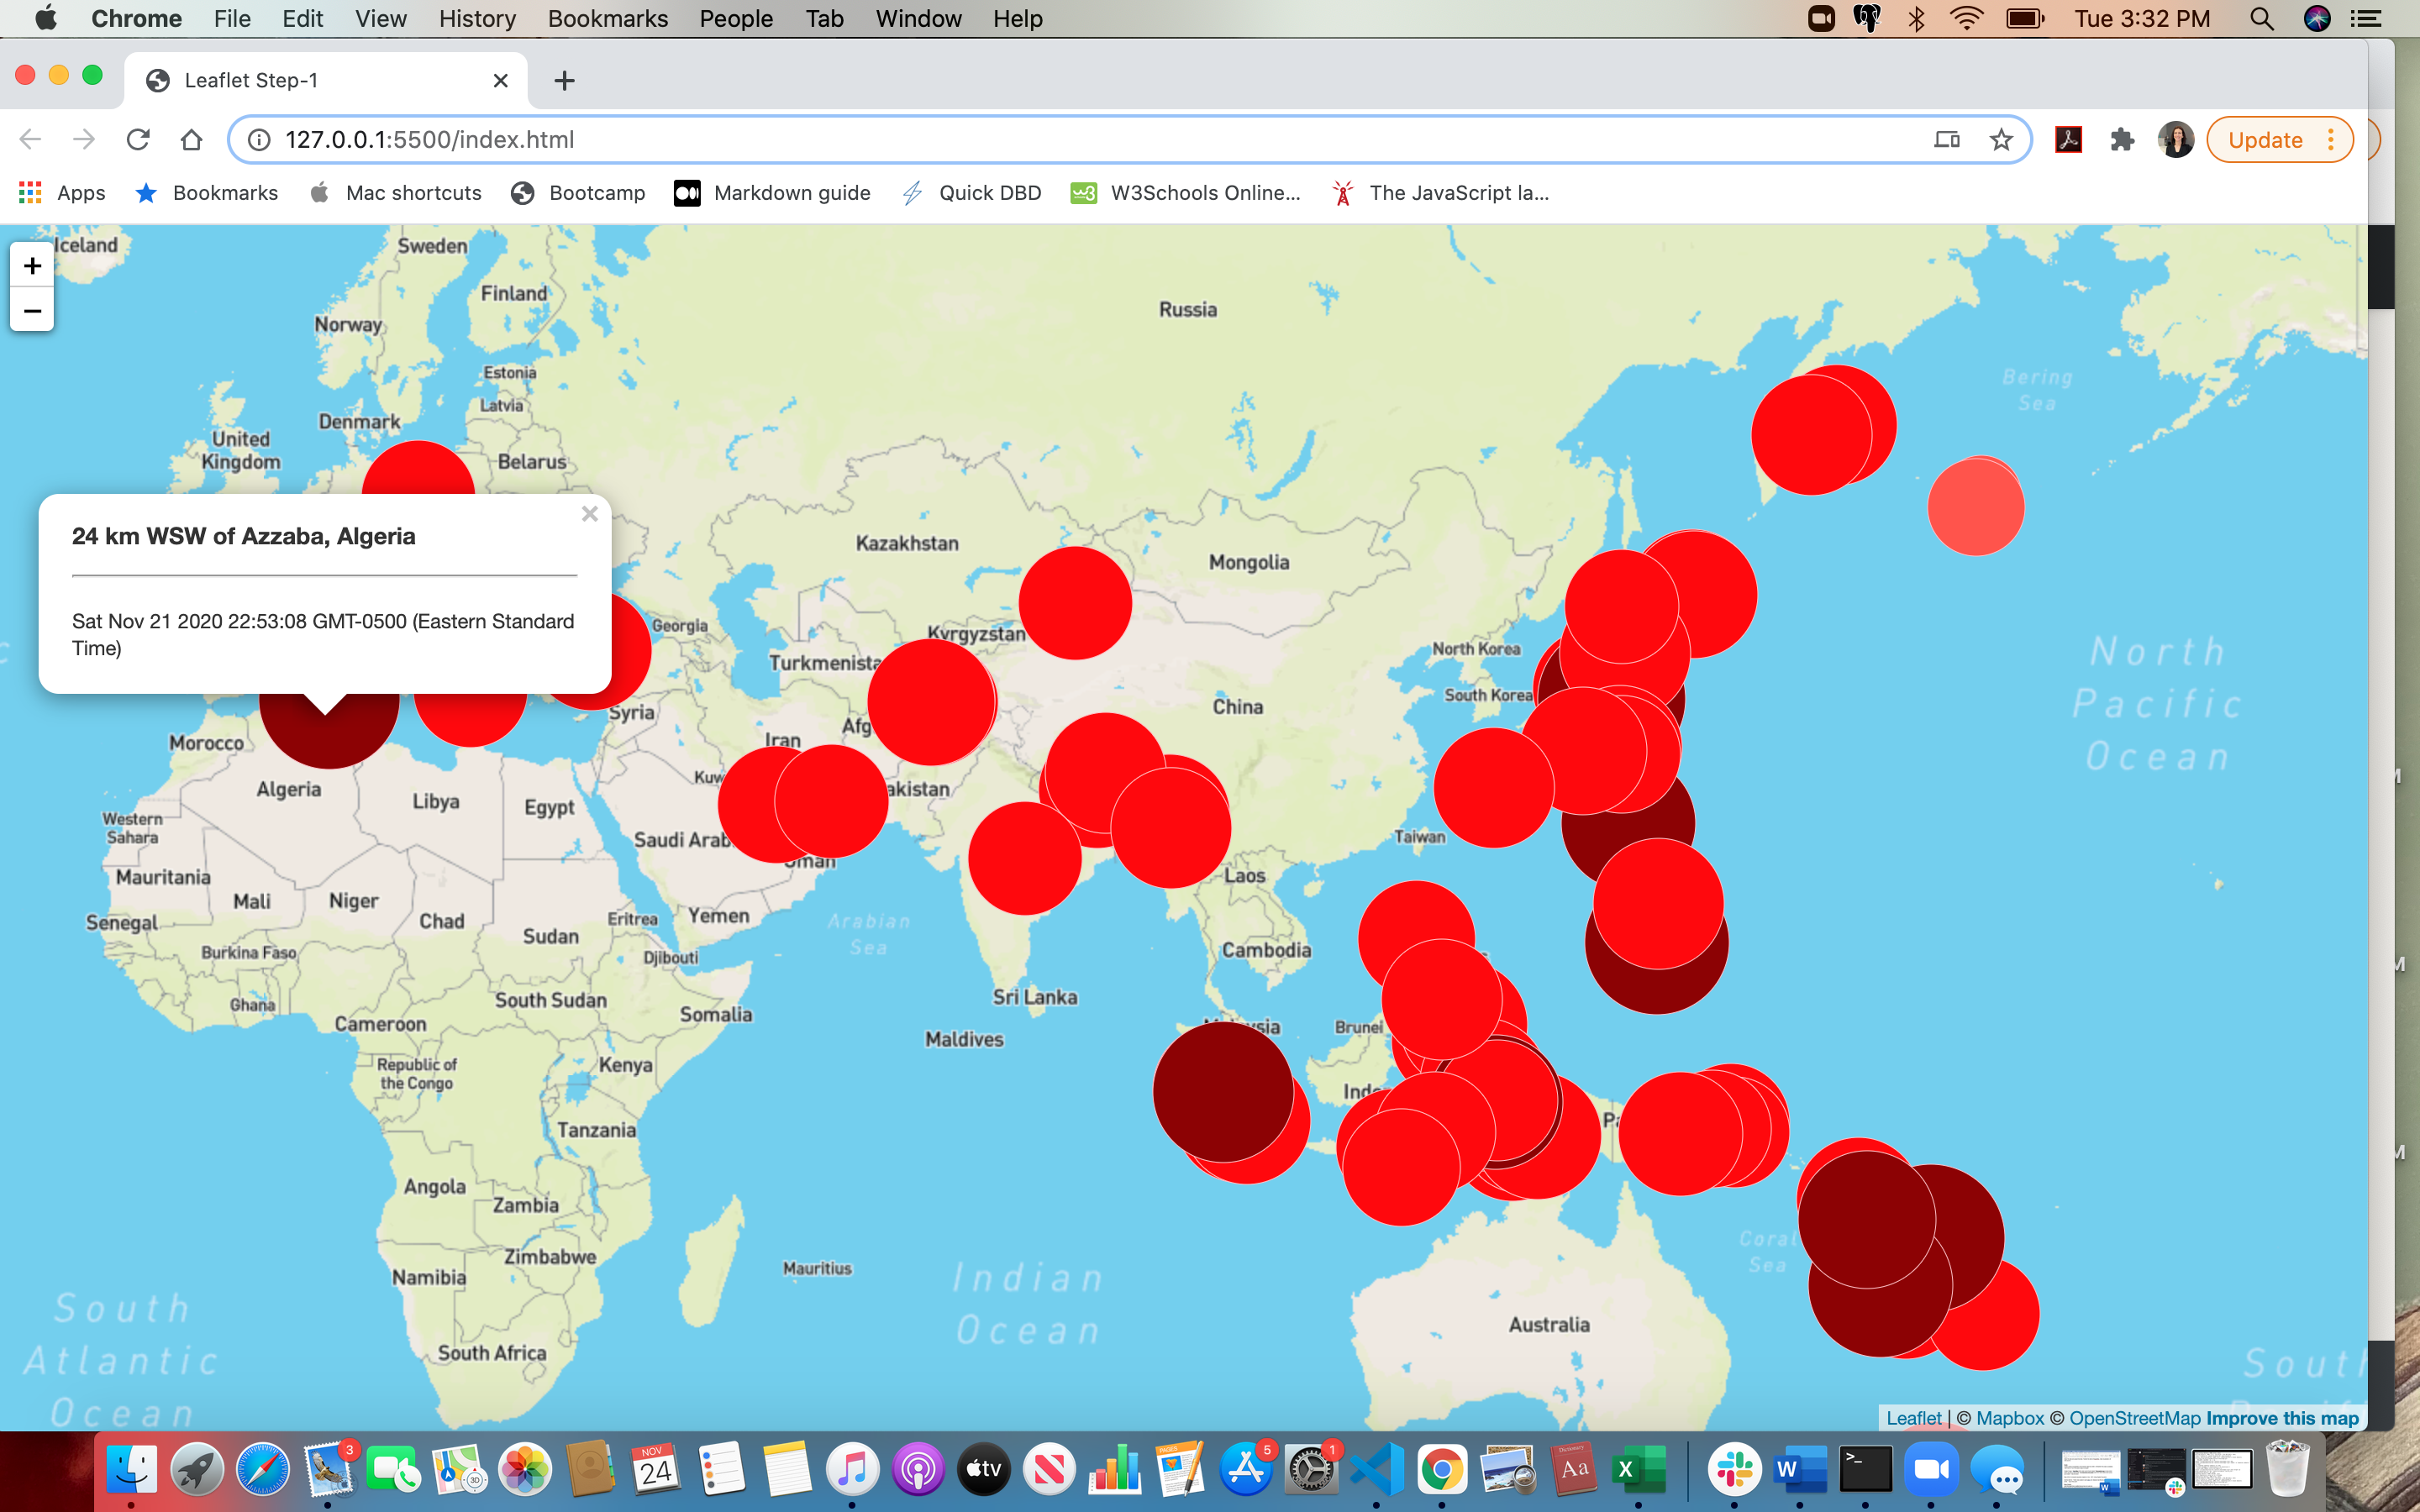 Chrome File Edit View History Bookmarks People Tab Window Help Tue 3:32 PM
Leaflet Step-1
127.0.0.1:5500/index.html
Update
Apps Bookmarks Mac shortcuts Bootcamp Markdown guide Quick DBD W3Schools Online... The JavaScript la...
+
−
Iceland
Sweden
Finland
Norway
Russia
Estonia
Latvia
Denmark
Bering
Sea
United
Kingdom
Belarus
24 km WSW of Azzaba, Algeria
Sat Nov 21 2020 22:53:08 GMT-0500 (Eastern Standard
Time)
Kazakhstan
Mongolia
Georgia
Kyrgyzstan
Turkmenista
North Korea
South Korea
North
Pacific
Ocean
Syria
Afg
China
Morocco
Iran
Kuw
akistan
Algeria
Libya
Egypt
Western
Sahara
Saudi Arab
Oman
Taiwan
Mauritania
Mali
Niger
Chad
Laos
Senegal
Eritrea
Yemen
Arabian
Sea
Sudan
Burkina Faso
Djibouti
Cambodia
Ghana
South Sudan
Sri Lanka
Somalia
Cameroon
Maldives
Brunei
Republic of
the Congo
Kenya
Tanzania
Angola
Zambia
Zimbabwe
Namibia
Mauritius
Indian
Ocean
Coral
Sea
South
Atlantic
Ocean
Australia
South Africa
South
Leaflet | © Mapbox © OpenStreetMap Improve this map
3
NOV
24
3D
tv
PAGES
5
1
Dictionary
Aa
X
W
>_